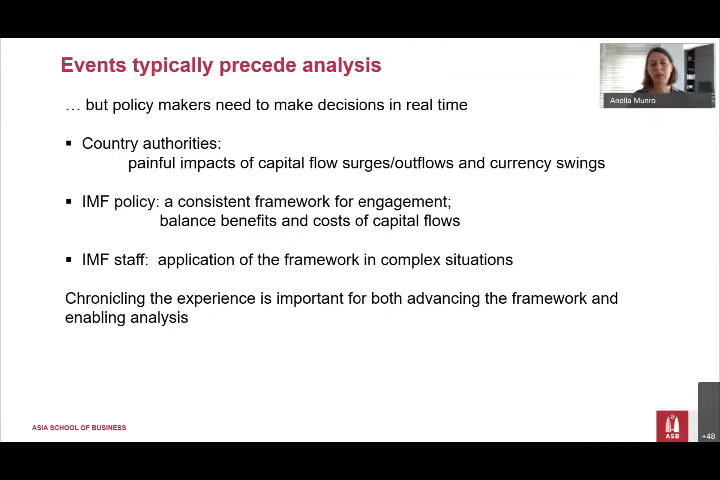 Events typically precede analysis
… but policy makers need to make decisions in real time
▪ Country authorities:
painful impacts of capital flow surges/outflows and currency swings
▪ IMF policy: a consistent framework for engagement;
balance benefits and costs of capital flows
▪ IMF staff: application of the framework in complex situations
Chronicling the experience is important for both advancing the framework and
enabling analysis
Anella Munro
ASIA SCHOOL OF BUSINESS
ASB
+48